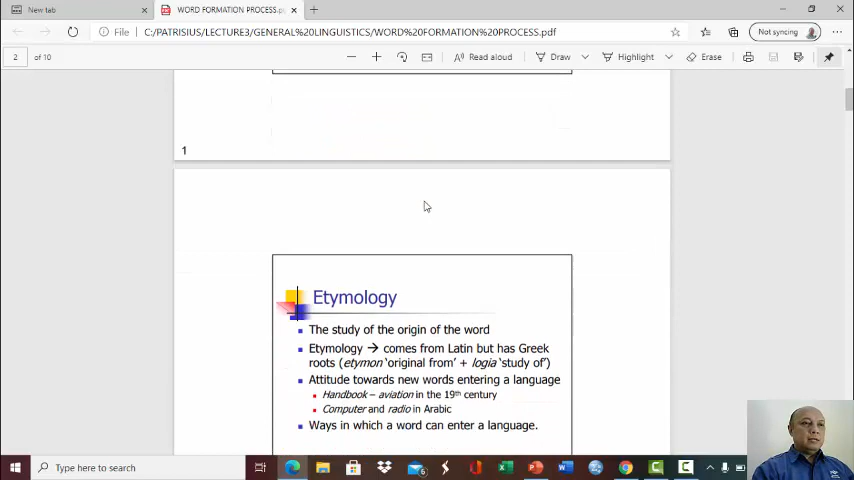 New tab
WORD FORMATION PROCESS.pp
File
C:/PATRISIUS/LECTURE3/GENERAL%20LINGUISTICS/WORD%20FORMATION%20PROCESS.pdf
Not syncing
2 of 10
Read aloud
Draw
Highlight
Erase
1
Etymology
The study of the origin of the word
Etymology → comes from Latin but has Greek
roots (etymon 'original from' + logia 'study of')
Attitude towards new words entering a language
Handbook – aviation in the 19th century
Computer and radio in Arabic
Ways in which a word can enter a language.
Type here to search